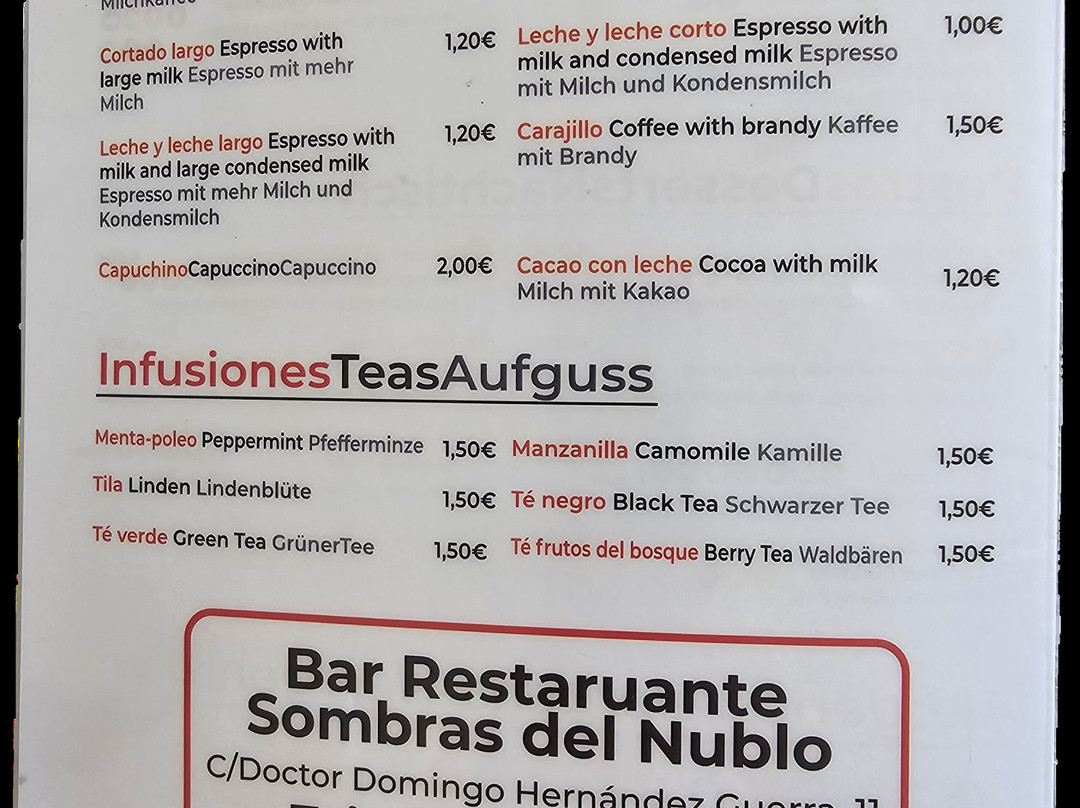 Milchkaffee
Cortado largo Espresso with 1,20€
large milk Espresso mit mehr
Milch
Leche y leche largo Espresso with 1,20€
milk and large condensed milk
Espresso mit mehr Milch und
Kondensmilch
CapuchinoCapuccinoCapuccino 2,00€
Leche y leche corto Espresso with 1,00€
milk and condensed milk Espresso
mit Milch und Kondensmilch
Carajillo Coffee with brandy Kaffee 1,50€
mit Brandy
Cacao con leche Cocoa with milk 1,20€
Milch mit Kakao
InfusionesTeasAufguss
Menta-poleo Peppermint Pfefferminze 1,50€
Tila Linden Lindenblüte 1,50€
Té verde Green Tea GrünerTee 1,50€
Manzanilla Camomile Kamille 1,50€
Té negro Black Tea Schwarzer Tee 1,50€
Té frutos del bosque Berry Tea Waldbären 1,50€
Bar Restaruante
Sombras del Nublo
C/Doctor Domingo Hernández Guerra, 11